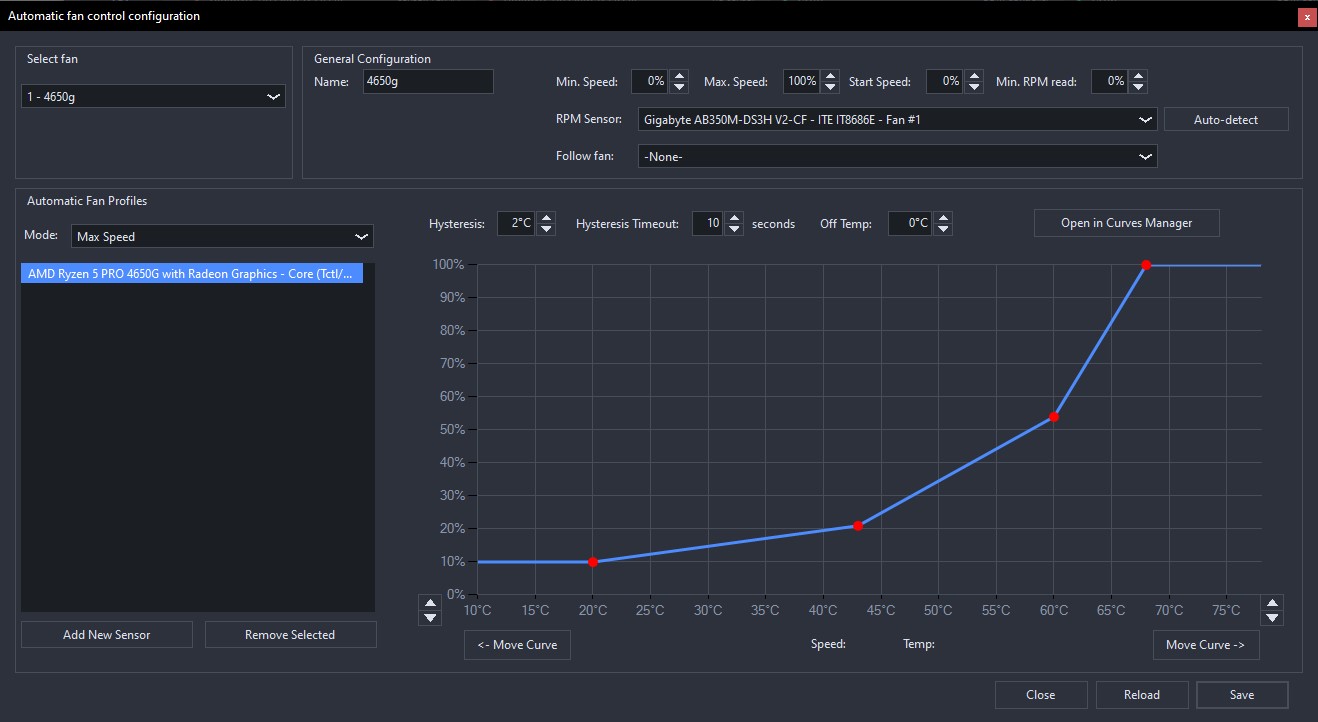 Automatic fan control configuration
x
Select fan
1 - 4650g
General Configuration
Name: 4650g
Min. Speed: 0% Max. Speed: 100% Start Speed: 0% Min. RPM read: 0%
RPM Sensor: Gigabyte AB350M-DS3H V2-CF - ITE IT8686E - Fan #1 Auto-detect
Follow fan: -None-
Automatic Fan Profiles
Mode: Max Speed
AMD Ryzen 5 PRO 4650G with Radeon Graphics - Core (Tctl/...
Add New Sensor Remove Selected
Hysteresis: 2°C Hysteresis Timeout: 10 seconds Off Temp: 0°C Open in Curves Manager
100%
90%
80%
70%
60%
50%
40%
30%
20%
10%
0%
10°C 15°C 20°C 25°C 30°C 35°C 40°C 45°C 50°C 55°C 60°C 65°C 70°C 75°C
<- Move Curve Speed: Temp: Move Curve ->
Close Reload Save